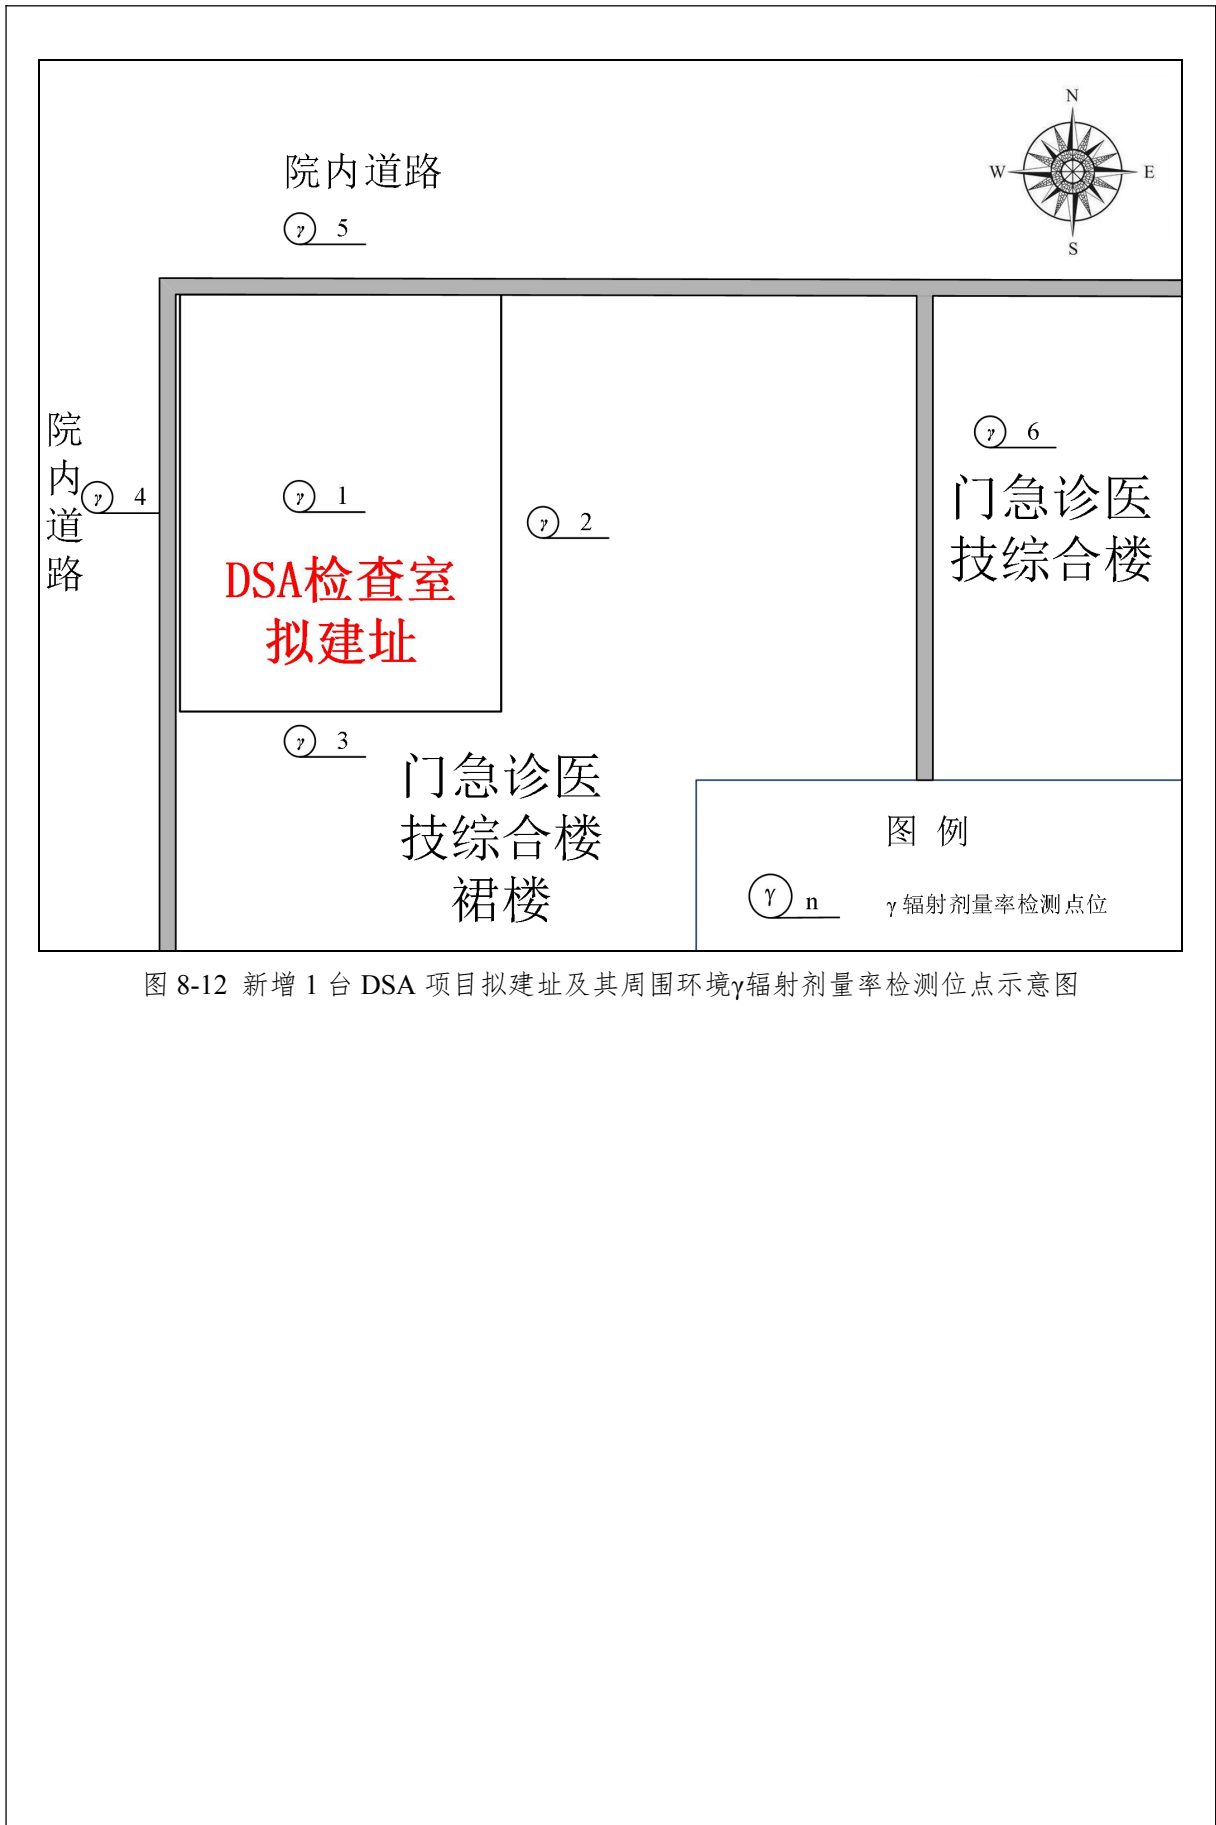 N
W E
S
院内道路
γ 5
院内道路
γ 4
γ 1
DSA检查室
拟建址
γ 2
γ 6
门急诊医
技综合楼
γ 3
门急诊医
技综合楼
裙楼
图 例
γ n γ 辐射剂量率检测点位
图 8-12 新增 1 台 DSA 项目拟建址及其周围环境γ辐射剂量率检测位点示意图